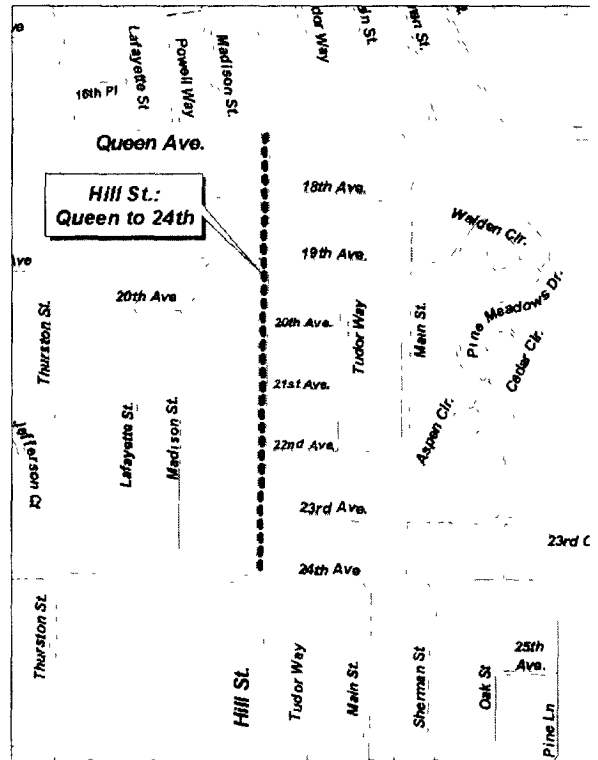 Lafayette St
Powell Way
Madison St.
Way
St.
16th Pl
Queen Ave.
Hill St.:
Queen to 24th
18th Ave.
Walden Cir.
19th Ave.
20th Ave
20th Ave.
Thurston St.
Tudor Way
Main St.
Pine Meadows Dr.
Cedar Cir.
21st Ave.
Lafayette St.
Madison St.
22nd Ave.
Aspen Cir.
23rd Ave.
23rd C
24th Ave
Thurston St.
Hill St.
Tudor Way
Main St.
Sherman St
Oak St
25th
Ave.
Pine Ln